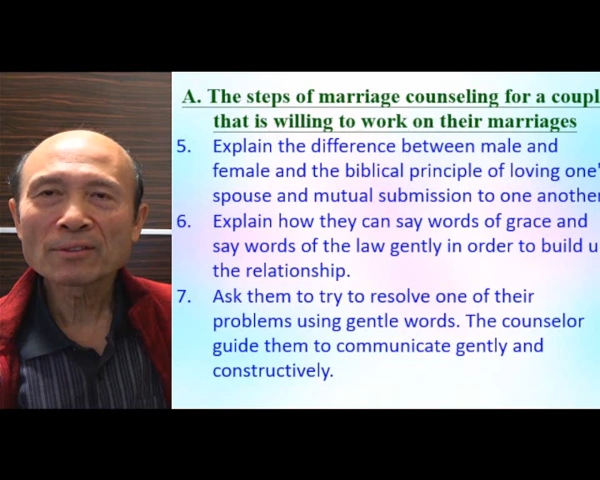 A. The steps of marriage counseling for a coupl
that is willing to work on their marriages
5. Explain the difference between male and
female and the biblical principle of loving one'
spouse and mutual submission to one another
6. Explain how they can say words of grace and
say words of the law gently in order to build u
the relationship.
7. Ask them to try to resolve one of their
problems using gentle words. The counselor
guide them to communicate gently and
constructively.